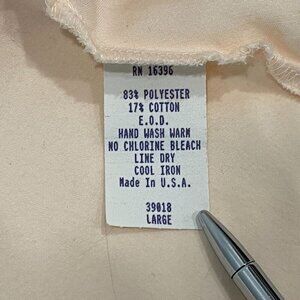 RN 16396
83% POLYESTER
17% COTTON
E.O.D.
HAND WASH WARM
NO CHLORINE BLEACH
LINE DRY
COOL IRON
Made In U.S.A.
39018
LARGE